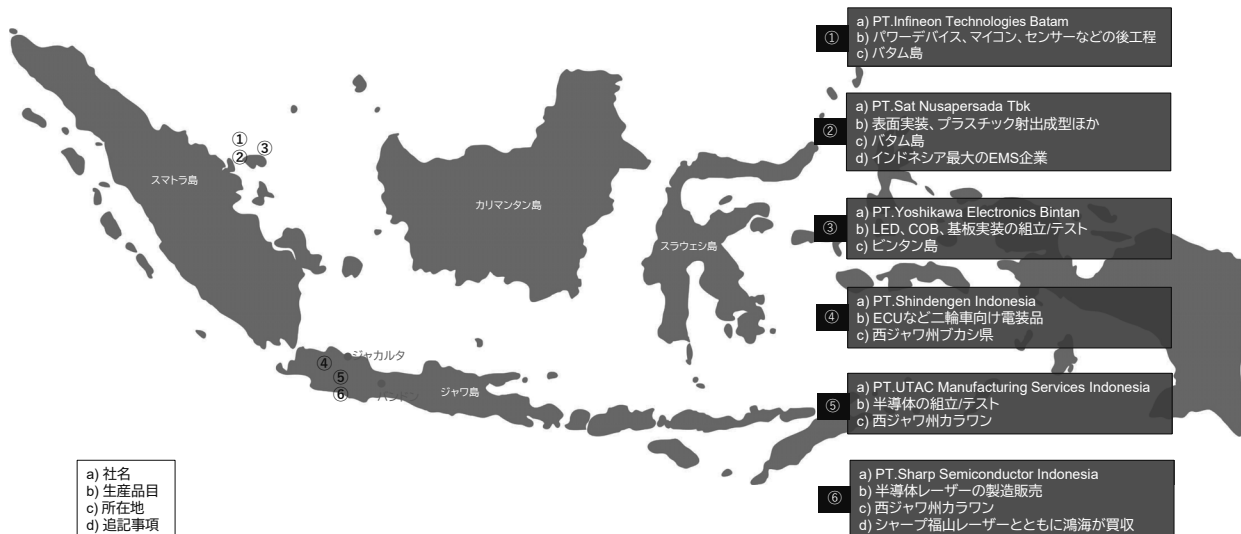 ①
a) PT.Infineon Technologies Batam
b) パワーデバイス、マイコン、センサーなどの後工程
c) バタム島
②
a) PT.Sat Nusapersada Tbk
b) 表面実装、プラスチック射出成型ほか
c) バタム島
d) インドネシア最大のEMS企業
③
a) PT.Yoshikawa Electronics Bintan
b) LED、COB、基板実装の組立/テスト
c) ビンタン島
④
a) PT.Shindengen Indonesia
b) ECUなど二輪車向け電装品
c) 西ジャワ州ブカシ県
⑤
a) PT.UTAC Manufacturing Services Indonesia
b) 半導体の組立/テスト
c) 西ジャワ州カラワン
⑥
a) PT.Sharp Semiconductor Indonesia
b) 半導体レーザーの製造販売
c) 西ジャワ州カラワン
d) シャープ福山レーザーとともに鴻海が買収
①
②
③
スマトラ島
カリマンタン島
スラウェシ島
ジャカルタ
④
⑤
⑥
バンドン
ジャワ島
a) 社名
b) 生産品目
c) 所在地
d) 追記事項